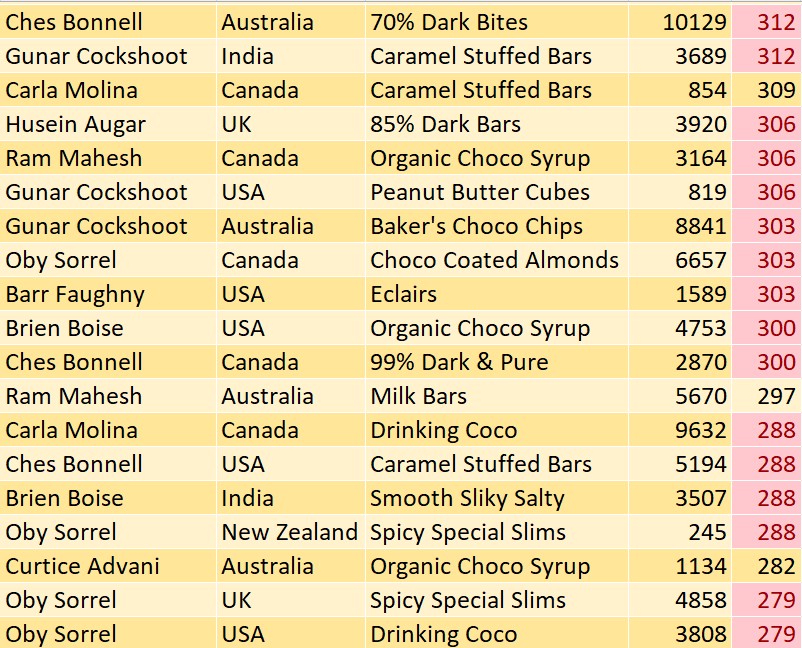 Ches Bonnell Australia 70% Dark Bites 10129 312
Gunar Cockshoot India Caramel Stuffed Bars 3689 312
Carla Molina Canada Caramel Stuffed Bars 854 309
Husein Augar UK 85% Dark Bars 3920 306
Ram Mahesh Canada Organic Choco Syrup 3164 306
Gunar Cockshoot USA Peanut Butter Cubes 819 306
Gunar Cockshoot Australia Baker's Choco Chips 8841 303
Oby Sorrel Canada Choco Coated Almonds 6657 303
Barr Faughny USA Eclairs 1589 303
Brien Boise USA Organic Choco Syrup 4753 300
Ches Bonnell Canada 99% Dark & Pure 2870 300
Ram Mahesh Australia Milk Bars 5670 297
Carla Molina Canada Drinking Coco 9632 288
Ches Bonnell USA Caramel Stuffed Bars 5194 288
Brien Boise India Smooth Sliky Salty 3507 288
Oby Sorrel New Zealand Spicy Special Slims 245 288
Curtice Advani Australia Organic Choco Syrup 1134 282
Oby Sorrel UK Spicy Special Slims 4858 279
Oby Sorrel USA Drinking Coco 3808 279